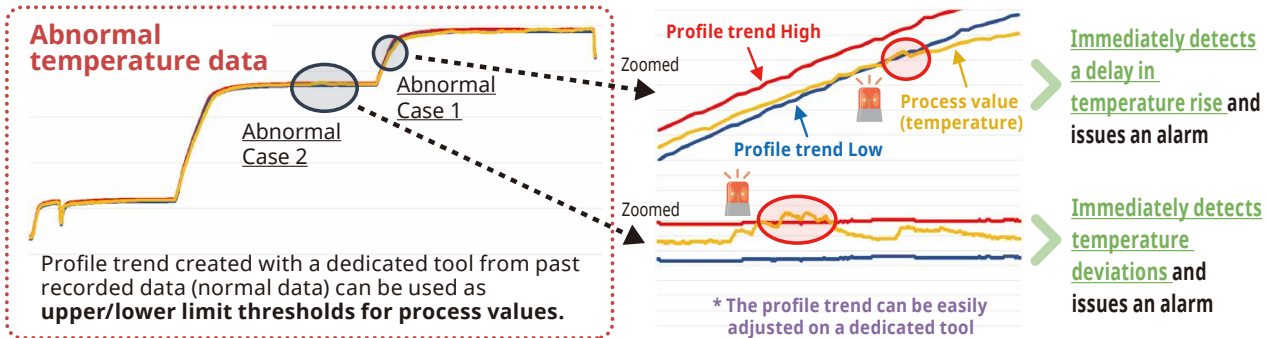 Abnormal
temperature data
Abnormal
Case 1
Abnormal
Case 2
Profile trend created with a dedicated tool from past
recorded data (normal data) can be used as
upper/lower limit thresholds for process values.
Zoomed
Profile trend High
Process value
(temperature)
Profile trend Low
Immediately detects
a delay in
temperature rise and
issues an alarm
Zoomed
* The profile trend can be easily
adjusted on a dedicated tool
Immediately detects
temperature
deviations and
issues an alarm